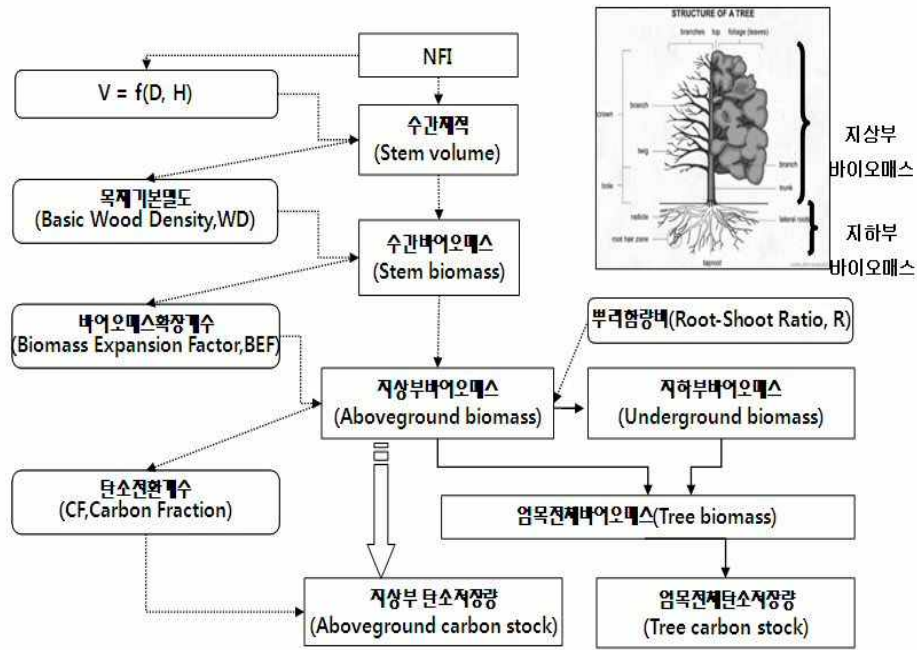 NFI
V = f(D, H)
수간재적
(Stem volume)
목재기본밀도
(Basic Wood Density,WD)
수간바이오매스
(Stem biomass)
바이오매스확장계수
(Biomass Expansion Factor,BEF)
뿌리함량비(Root-Shoot Ratio, R)
지상부바이오매스
(Aboveground biomass)
지하부바이오매스
(Underground biomass)
탄소전환계수
(CF,Carbon Fraction)
임목전체바이오매스(Tree biomass)
지상부 탄소저장량
(Aboveground carbon stock)
임목전체탄소저장량
(Tree carbon stock)
STRUCTURE OF A TREE
branches top foliage (leaves)
crown
branch
twig
branch
bole
trunk
radicle
lateral roots
root hair zone
taproot
지상부
바이오매스
지하부
바이오매스